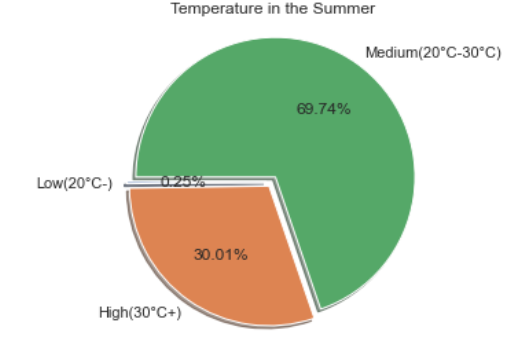 Temperature in the Summer
Medium(20°C-30°C)
69.74%
Low(20°C-)
0.25%
30.01%
High(30°C+)